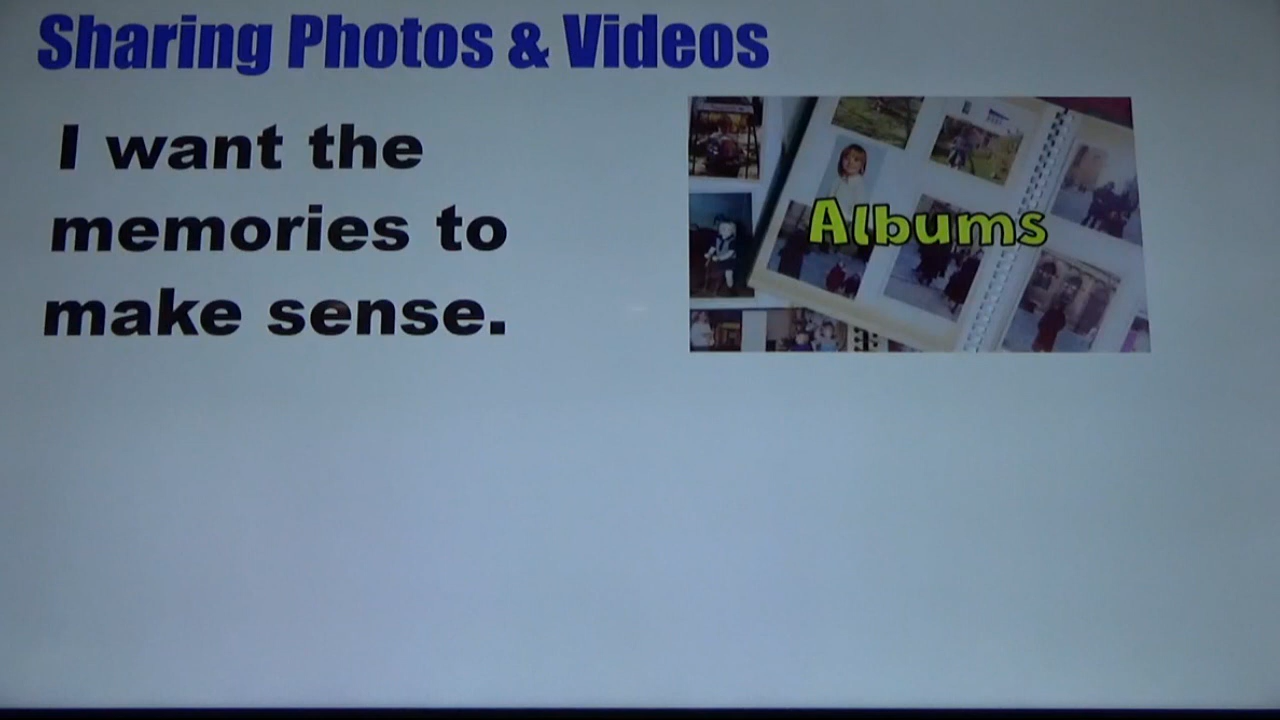 Sharing Photos & Videos
I want the
memories to
make sense.
Albums